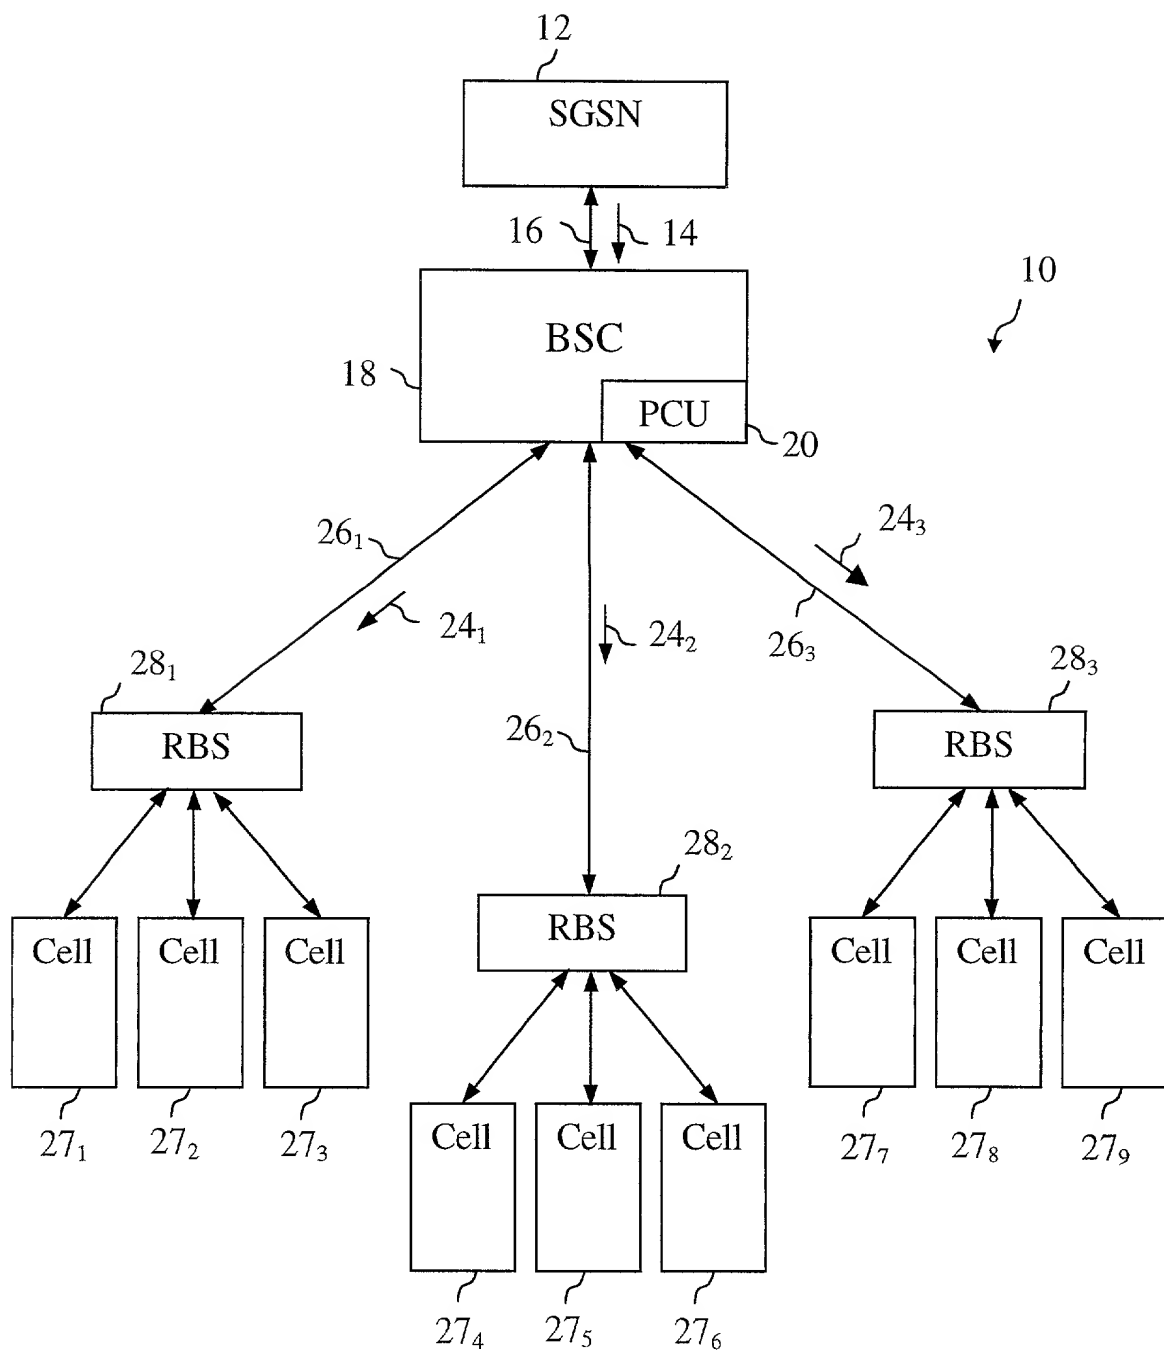 12
SGSN
16
14
10
BSC
18
PCU
20
26₁
24₃
24₁
24₂
26₃
28₁
28₃
RBS
26₂
RBS
28₂
RBS
Cell
Cell
Cell
Cell
Cell
Cell
27₁
27₂
27₃
Cell
Cell
Cell
27₇
27₈
27₉
27₄
27₅
27₆